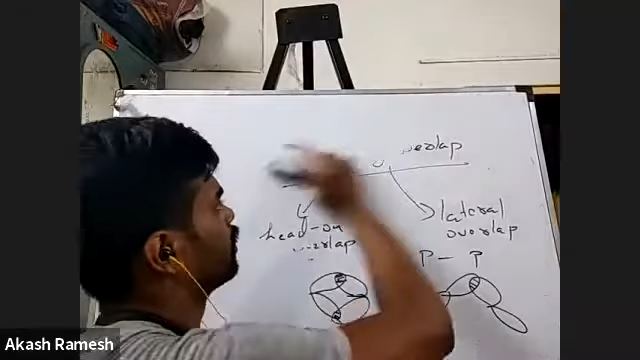 overlap
head-on
overlap
lateral
overlap
P - P
Akash Ramesh